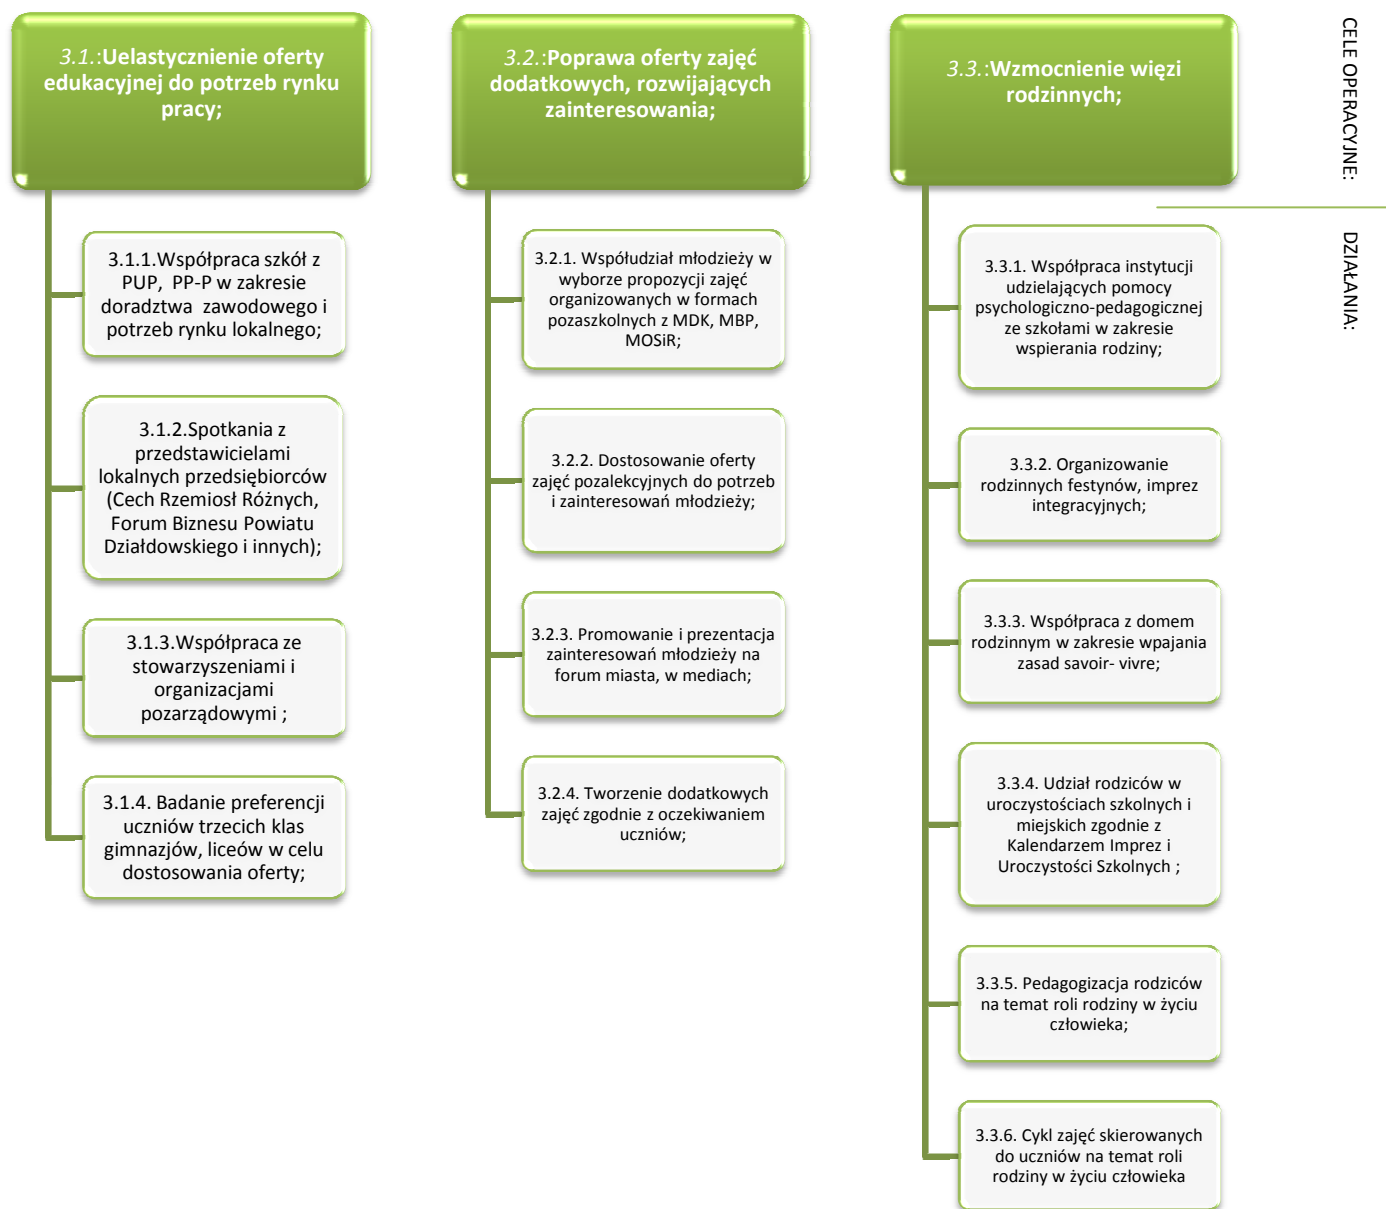 3.1.:Uelastycznienie oferty
edukacyjnej do potrzeb rynku
pracy;
3.1.1.Współpraca szkół z
PUP, PP-P w zakresie
doradztwa zawodowego i
potrzeb rynku lokalnego;
3.1.2.Spotkania z
przedstawicielami
lokalnych przedsiębiorców
(Cech Rzemiosł Różnych,
Forum Biznesu Powiatu
Działdowskiego i innych);
3.1.3.Współpraca ze
stowarzyszeniami i
organizacjami
pozarządowymi ;
3.1.4. Badanie preferencji
uczniów trzecich klas
gimnazjów, liceów w celu
dostosowania oferty;
3.2.:Poprawa oferty zajęć
dodatkowych, rozwijających
zainteresowania;
3.2.1. Współudział młodzieży w
wyborze propozycji zajęć
organizowanych w formach
pozaszkolnych z MDK, MBP,
MOSiR;
3.2.2. Dostosowanie oferty
zajęć pozalekcyjnych do potrzeb
i zainteresowań młodzieży;
3.2.3. Promowanie i prezentacja
zainteresowań młodzieży na
forum miasta, w mediach;
3.2.4. Tworzenie dodatkowych
zajęć zgodnie z oczekiwaniem
uczniów;
3.3.:Wzmocnienie więzi
rodzinnych;
3.3.1. Współpraca instytucji
udzielających pomocy
psychologiczno-pedagogicznej
ze szkołami w zakresie
wspierania rodziny;
3.3.2. Organizowanie
rodzinnych festynów, imprez
integracyjnych;
3.3.3. Współpraca z domem
rodzinnym w zakresie wpajania
zasad savoir- vivre;
3.3.4. Udział rodziców w
uroczystościach szkolnych i
miejskich zgodnie z
Kalendarzem Imprez i
Uroczystości Szkolnych ;
3.3.5. Pedagogizacja rodziców
na temat roli rodziny w życiu
człowieka;
3.3.6. Cykl zajęć skierowanych
do uczniów na temat roli
rodziny w życiu człowieka
CELE OPERACYJNE:
DZIAŁANIA: